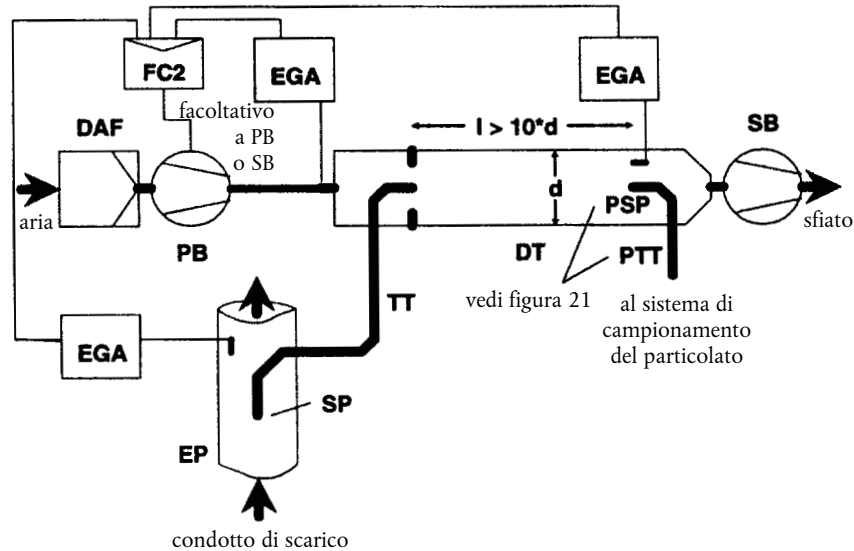 FC2
EGA
EGA
facoltativo
a PB
o SB
DAF
l > 10*d
SB
d
aria
PB
PSP
sfiato
DT
PTT
vedi figura 21
al sistema di
campionamento
del particolato
TT
EGA
SP
EP
condotto di scarico